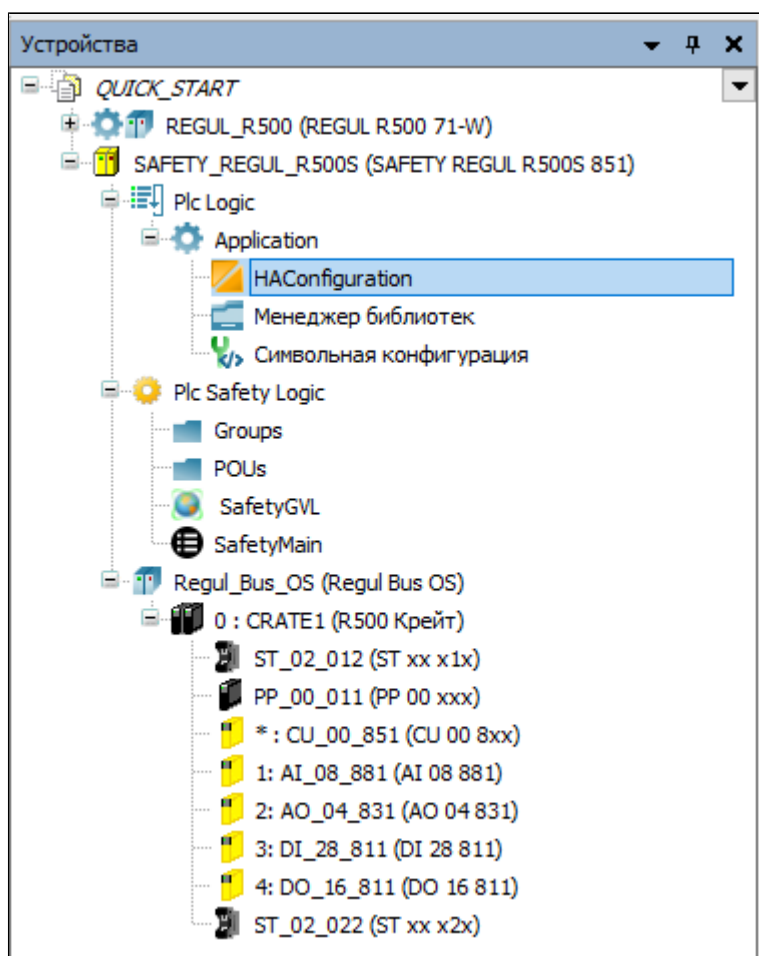 Устройства
QUICK_START
REGUL_R500 (REGUL R500 71-W)
SAFETY_REGUL_R500S (SAFETY REGUL R500S 851)
Plc Logic
Application
HAConfiguration
Менеджер библиотек
Символьная конфигурация
Plc Safety Logic
Groups
POUs
SafetyGVL
SafetyMain
Regul_Bus_OS (Regul Bus OS)
0 : CRATE1 (R500 Крейт)
ST_02_012 (ST xx x1x)
PP_00_011 (PP 00 xxx)
* : CU_00_851 (CU 00 8xx)
1: AI_08_881 (AI 08 881)
2: AO_04_831 (AO 04 831)
3: DI_28_811 (DI 28 811)
4: DO_16_811 (DO 16 811)
ST_02_022 (ST xx x2x)